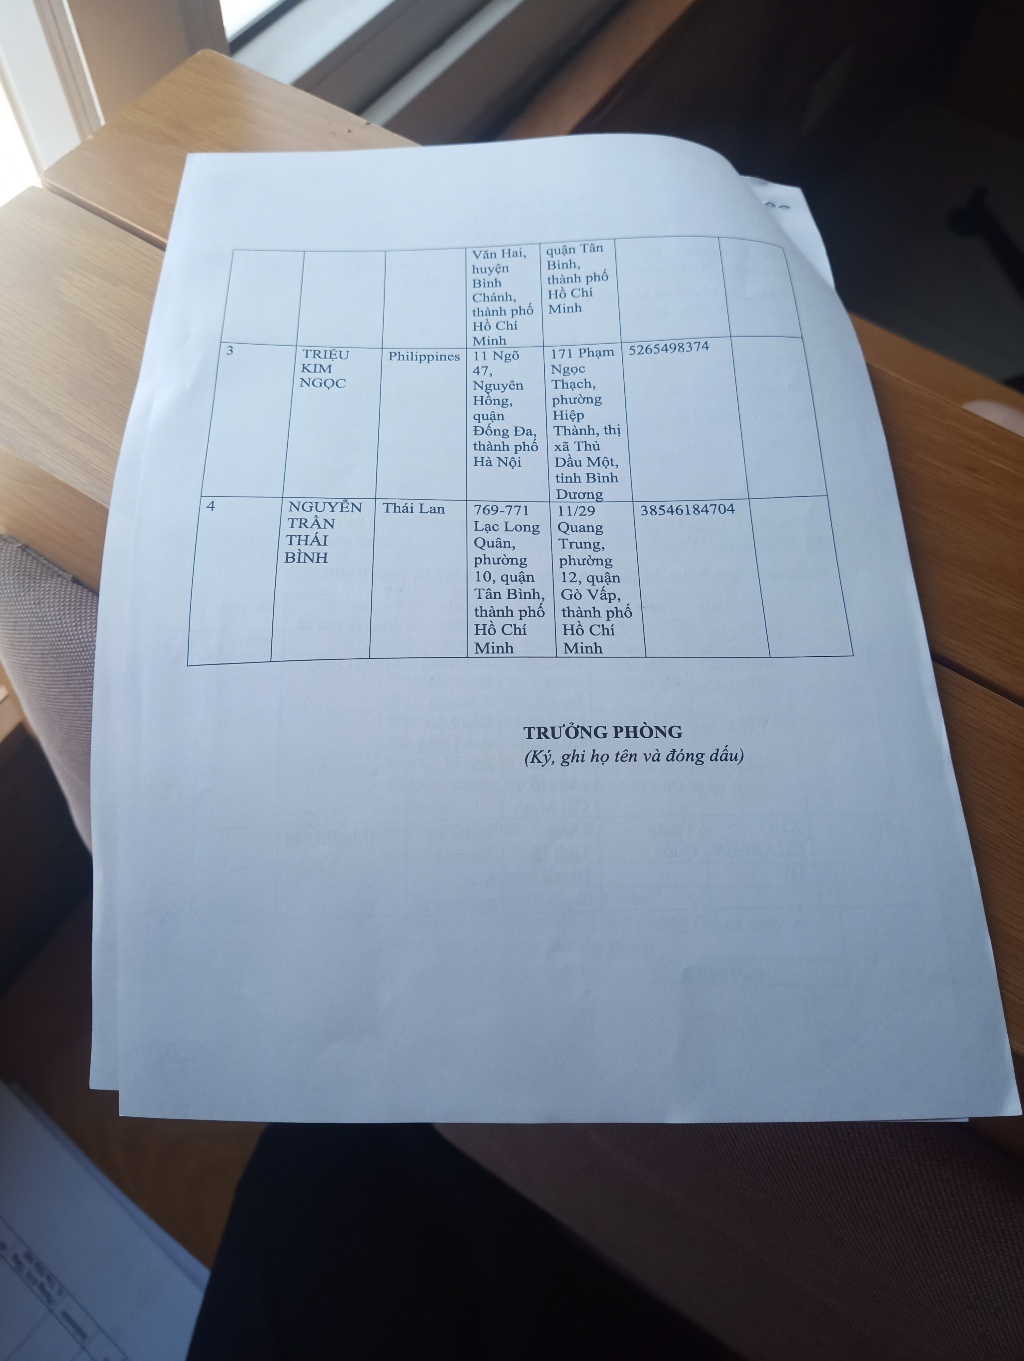 Văn Hai,
huyện
Bình
Chánh,
thành phố
Hồ Chí
Minh
quận Tân
Bình,
thành phố
Hồ Chí
Minh
3
TRIỆU
KIM
NGỌC
Philippines
11 Ngõ
47,
Nguyên
Hồng,
quận
Đống Đa,
thành phố
Hà Nội
171 Phạm
Ngọc
Thạch,
phường
Hiệp
Thành, thị
xã Thủ
Dầu Một,
tỉnh Bình
Dương
5265498374
4
NGUYỄN
TRẦN
THÁI
BÌNH
Thái Lan
769-771
Lạc Long
Quân,
phường
10, quận
Tân Bình,
thành phố
Hồ Chí
Minh
11/29
Quang
Trung,
phường
12, quận
Gò Vấp,
thành phố
Hồ Chí
Minh
38546184704
TRƯỞNG PHÒNG
(Ký, ghi họ tên và đóng dấu)